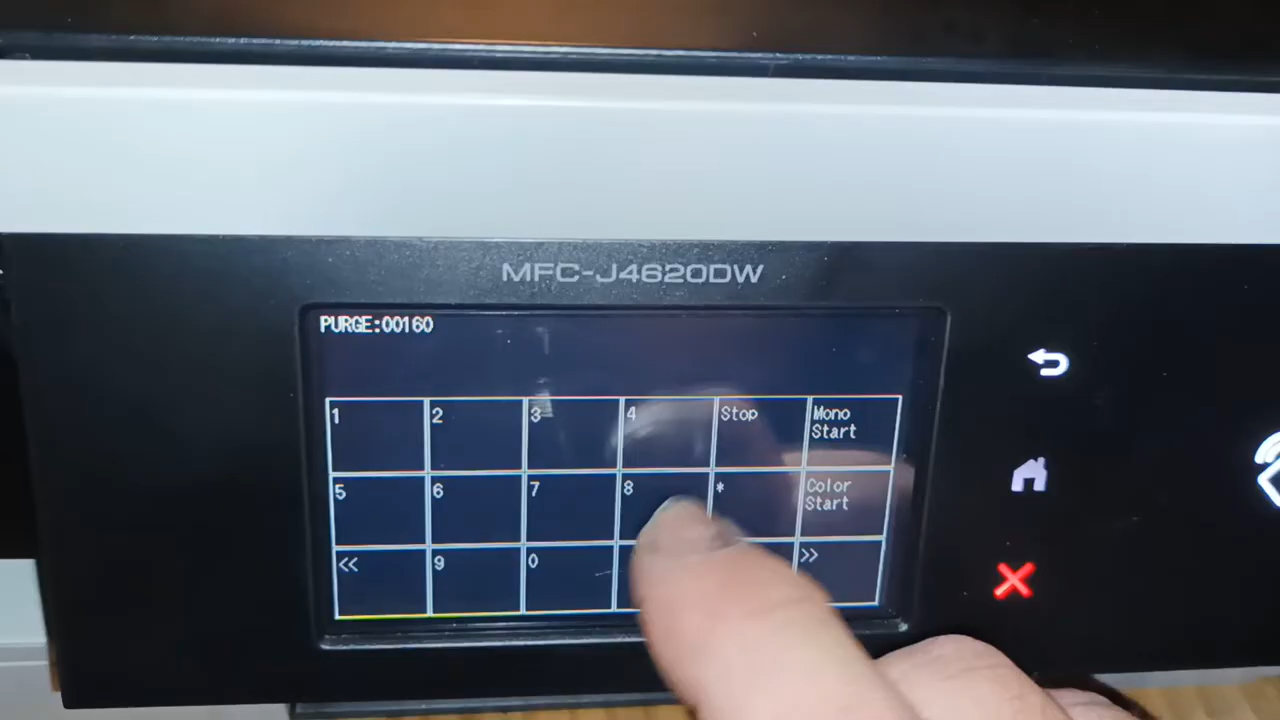 MFC-J4620DW
PURGE:00160
1 2 3 4 Stop Mono Start
5 6 7 8 * Color Start
<< 9 0 >>